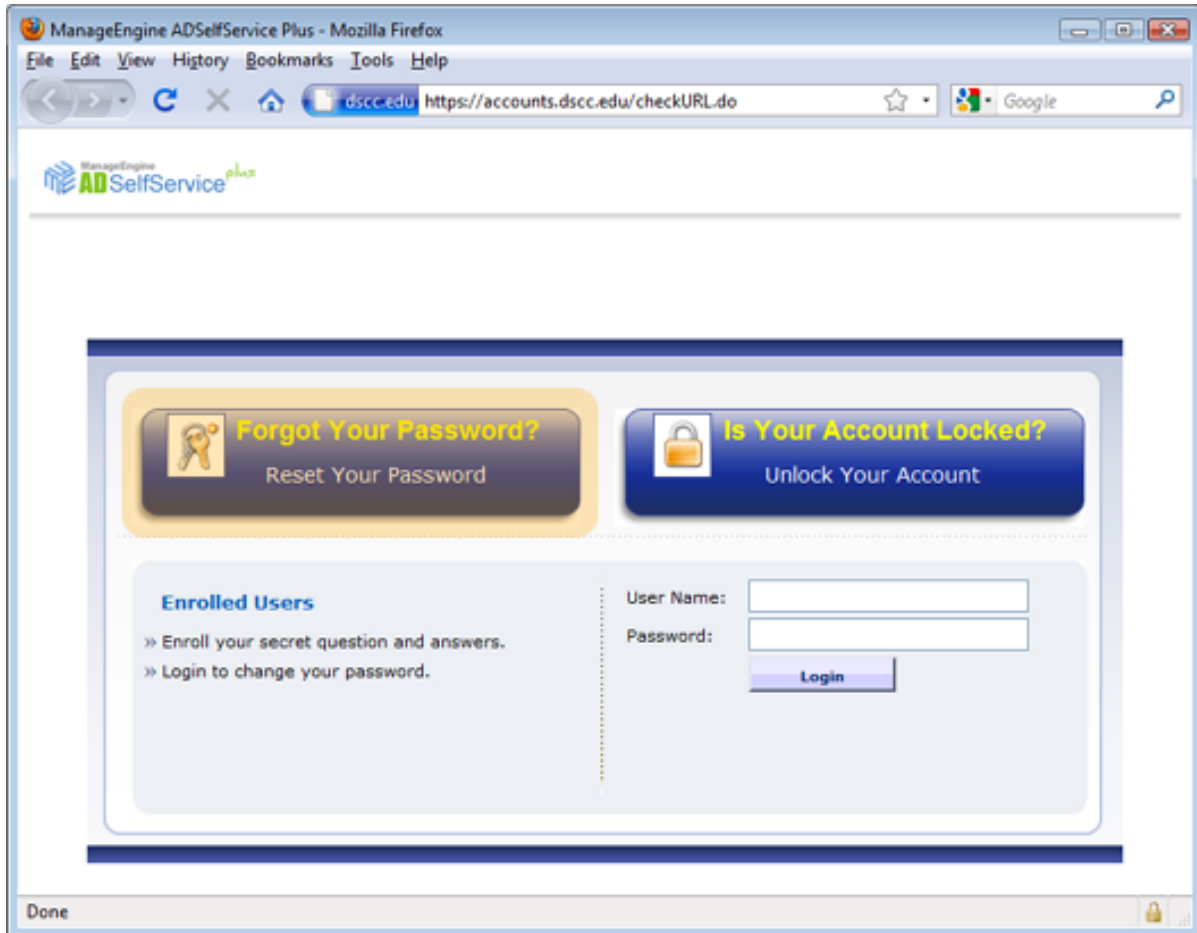 ManageEngine ADSelfService Plus - Mozilla Firefox
File Edit View History Bookmarks Tools Help
dscc.edu https://accounts.dscc.edu/checkURL.do Google
ManageEngine
ADSelfService plus
Forgot Your Password? Is Your Account Locked?
Reset Your Password Unlock Your Account
Enrolled Users User Name:
» Enroll your secret question and answers. Password:
» Login to change your password. Login
Done